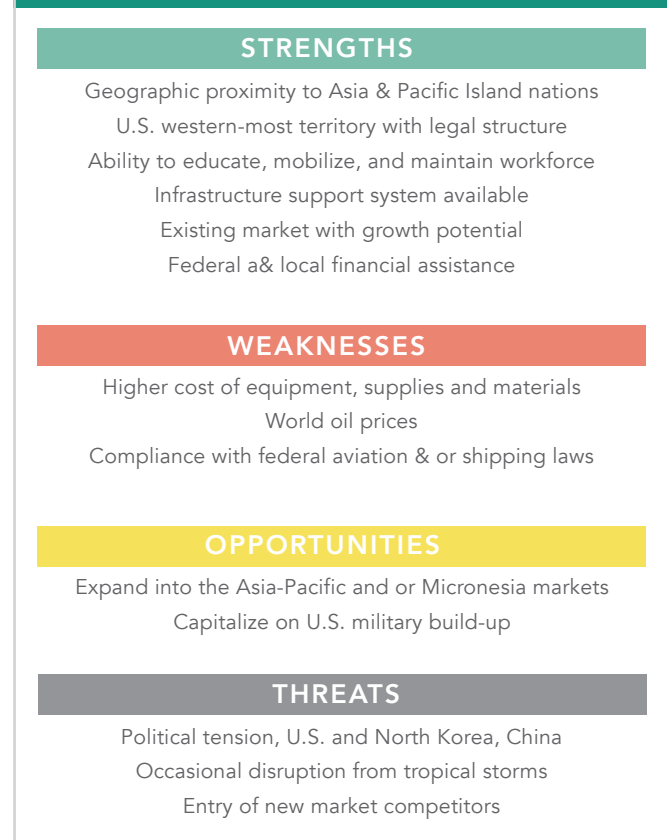 STRENGTHS
Geographic proximity to Asia & Pacific Island nations
U.S. western-most territory with legal structure
Ability to educate, mobilize, and maintain workforce
Infrastructure support system available
Existing market with growth potential
Federal a& local financial assistance
WEAKNESSES
Higher cost of equipment, supplies and materials
World oil prices
Compliance with federal aviation & or shipping laws
OPPORTUNITIES
Expand into the Asia-Pacific and or Micronesia markets
Capitalize on U.S. military build-up
THREATS
Political tension, U.S. and North Korea, China
Occasional disruption from tropical storms
Entry of new market competitors